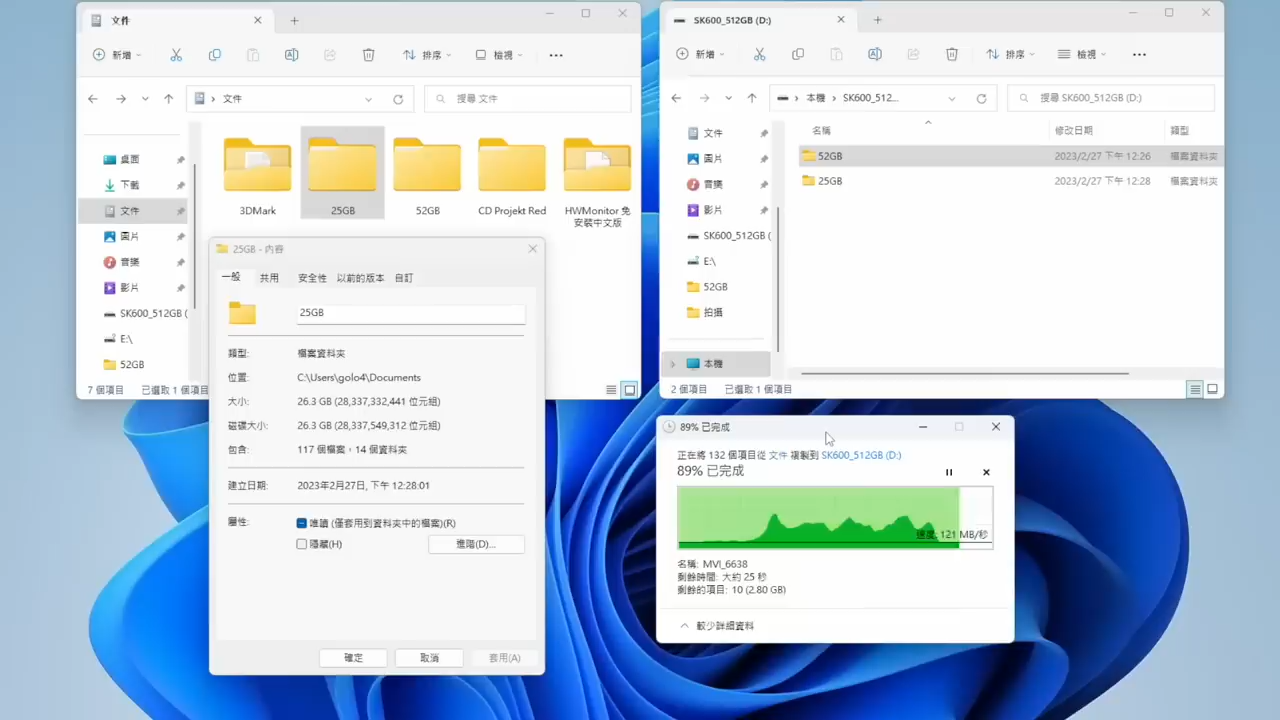 文件
新增
排序
檢視
文件
搜尋 文件
桌面
下載
文件
圖片
音樂
影片
SK600_512GB (
E:\
52GB
3DMark
25GB
52GB
CD Projekt Red
HWMonitor 免
安裝中文版
7 個項目
已選取 1 個項目
25GB - 內容
一般
共用
安全性
以前的版本
自訂
25GB
類型:
檔案資料夾
位置:
C:\Users\golo4\Documents
大小:
26.3 GB (28,337,332,441 位元組)
磁碟大小:
26.3 GB (28,337,549,312 位元組)
包含:
117 個檔案，14 個資料夾
建立日期:
2023年2月27日, 下午 12:28:01
屬性:
唯讀 (僅套用到資料夾中的檔案)(R)
隱藏(H)
進階(D)...
確定
取消
套用(A)
SK600_512GB (D:)
新增
排序
檢視
本機
SK600_512...
搜尋 SK600_512GB (D:)
文件
圖片
音樂
影片
SK600_512GB (
E:\
52GB
拍攝
本機
名稱
修改日期
類型
52GB
2023/2/27 下午 12:26
檔案資料夾
25GB
2023/2/27 下午 12:28
檔案資料夾
2 個項目
已選取 1 個項目
89% 已完成
正在將 132 個項目從 文件 複製到 SK600_512GB (D:)
89% 已完成
速度: 121 MB/秒
名稱: MVI_6638
剩餘時間: 大約 25 秒
剩餘的項目: 10 (2.80 GB)
較少詳細資料